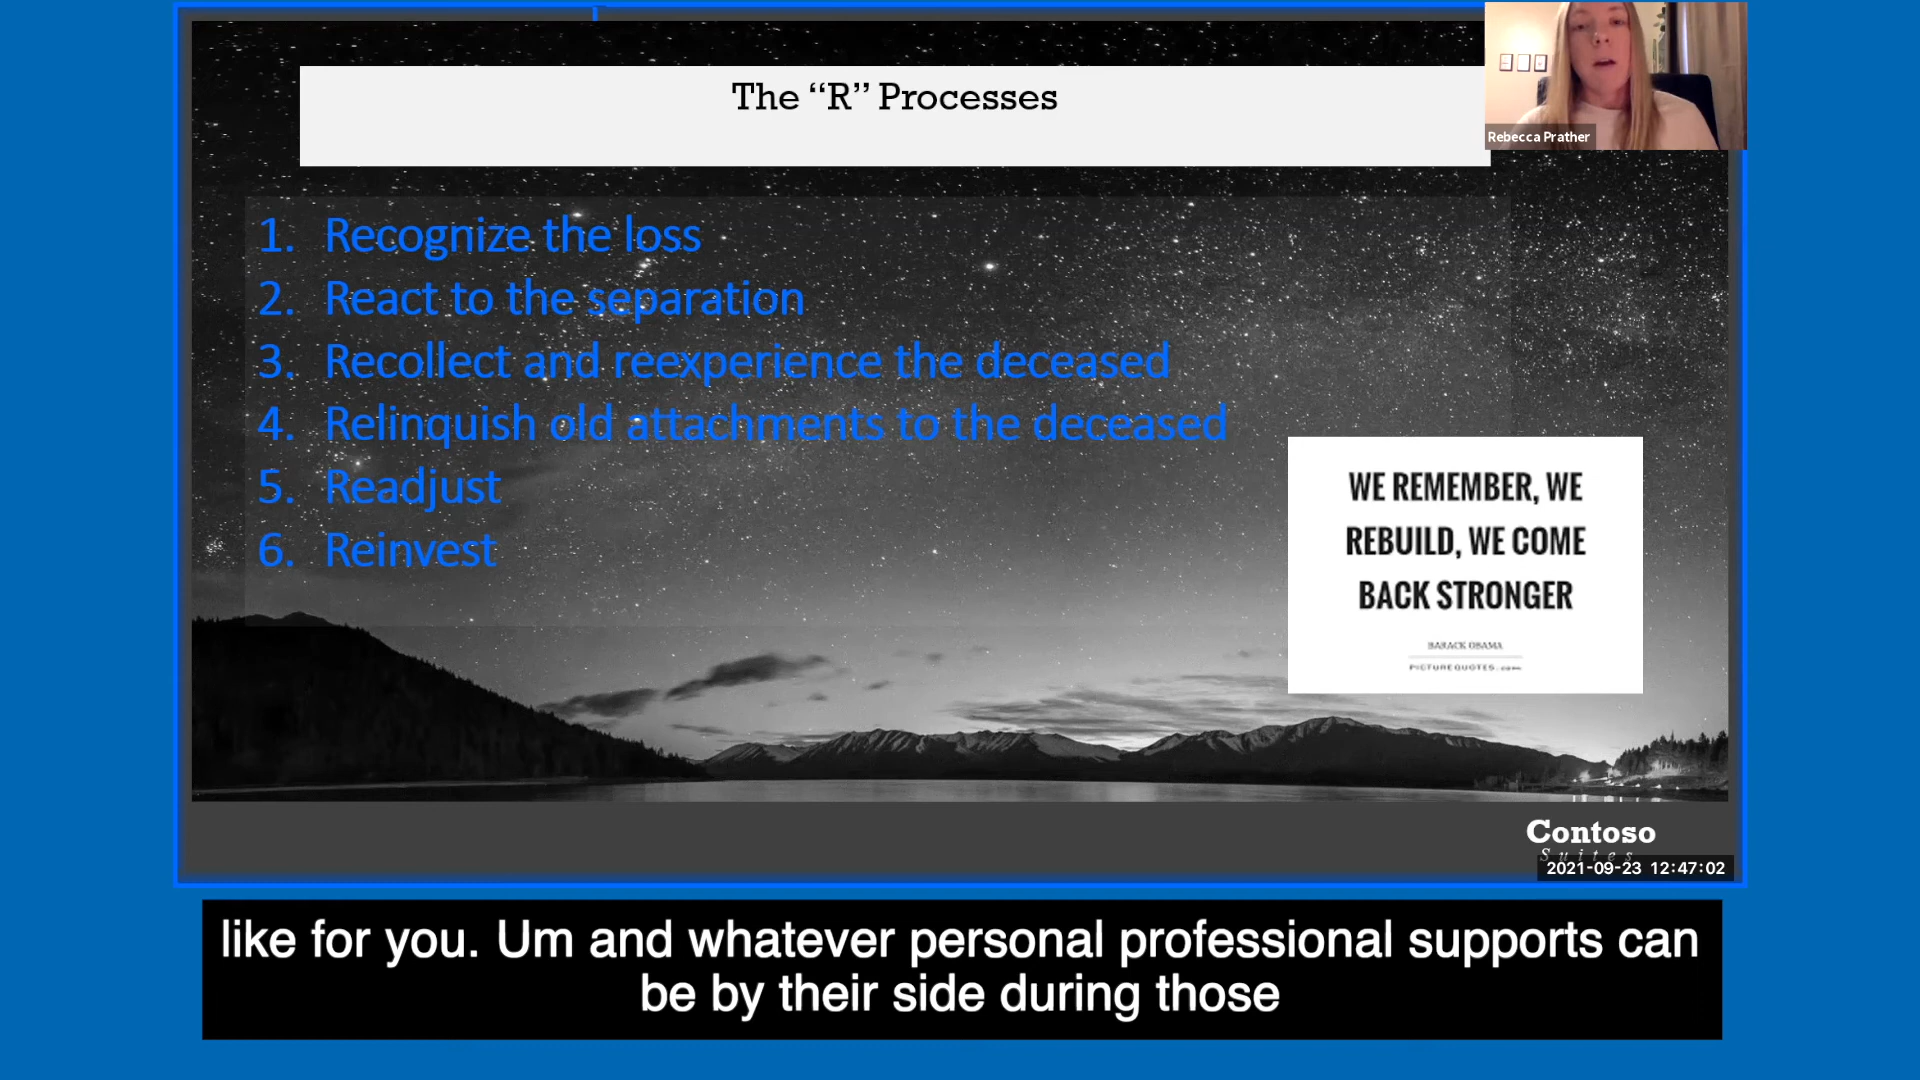 The “R” Processes
Rebecca Prather
1. Recognize the loss
2. React to the separation
3. Recollect and reexperience the deceased
4. Relinquish old attachments to the deceased
5. Readjust
6. Reinvest
WE REMEMBER, WE
REBUILD, WE COME
BACK STRONGER
BARACK OBAMA
PICTUREQUOTES.com
Contoso
Suites
2021-09-23 12:47:02
like for you. Um and whatever personal professional supports can
be by their side during those